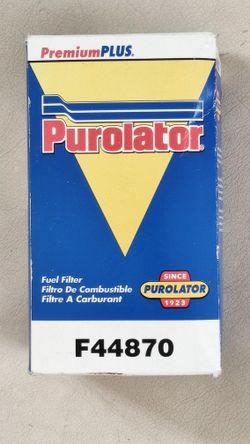 PremiumPLUS.
Purolator®
Fuel Filter
Filtro De Combustible
Filtre A Carburant
SINCE
PUROLATOR
1923
F44870